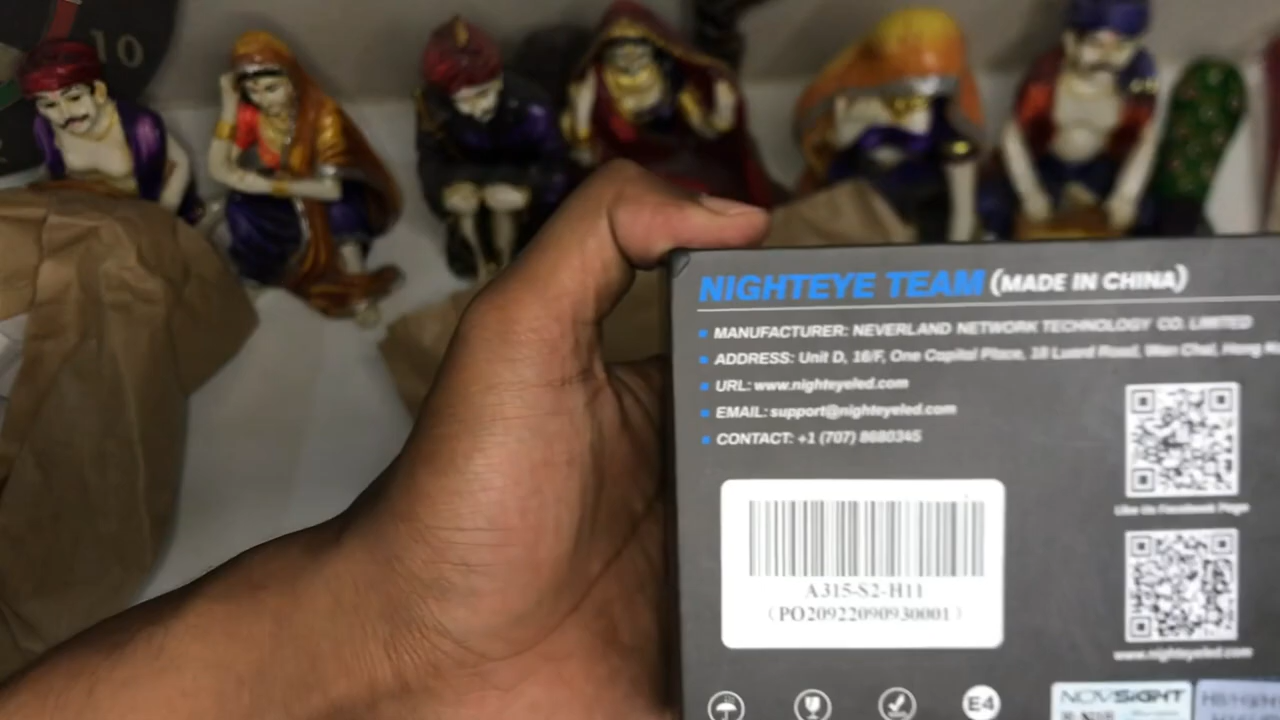 10
NIGHTEYE TEAM (MADE IN CHINA)
MANUFACTURER: NEVERLAND NETWORK TECHNOLOGY CO. LIMITED
ADDRESS: Unit D, 16/F, One Capital Place, 18 Luard Road, Wan Chai, Hong
URL: www.nighteyeled.com
EMAIL: support@nighteyeled.com
CONTACT: +1 (707) 8680345
Like Us Facebook Page
A315-S2-H11
(PO20922090930001)
www.nighteyeled.com
E4
NOVSIGHT